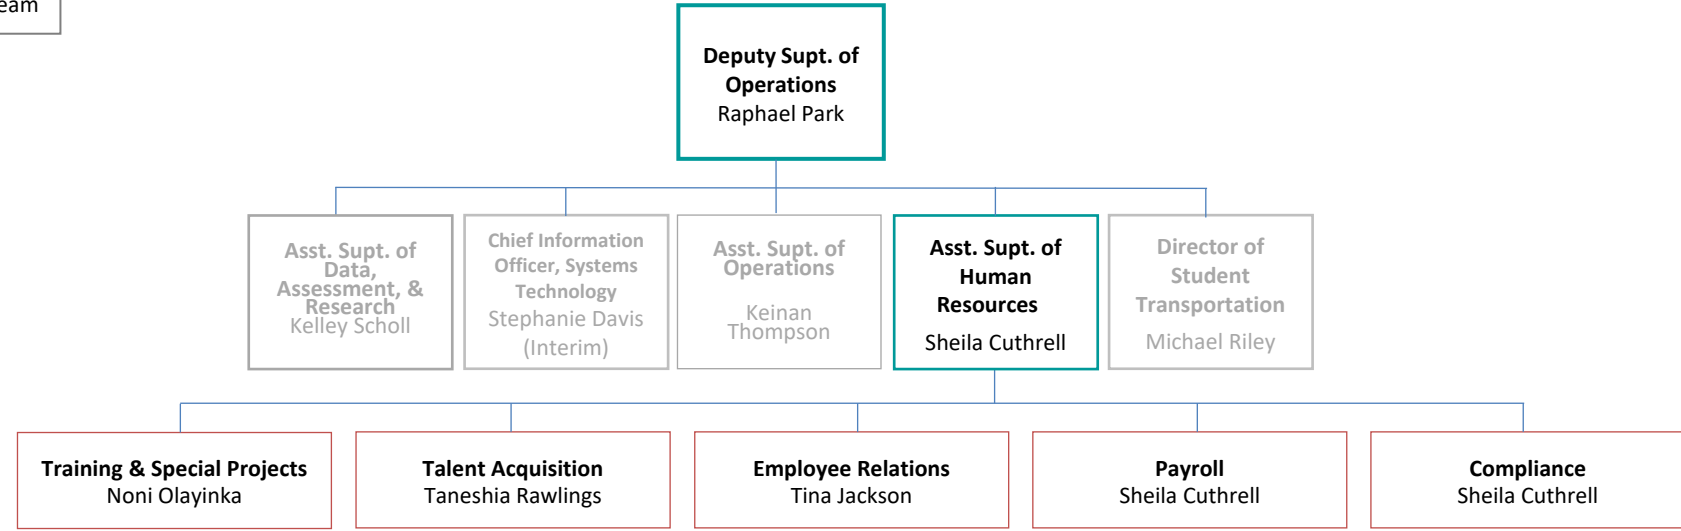 eam
Deputy Supt. of
Operations
Raphael Park
Asst. Supt. of
Data,
Assessment, &
Research
Kelley Scholl
Chief Information
Officer, Systems
Technology
Stephanie Davis
(Interim)
Asst. Supt. of
Operations
Keinan
Thompson
Asst. Supt. of
Human
Resources
Sheila Cuthrell
Director of
Student
Transportation
Michael Riley
Training & Special Projects
Noni Olayinka
Talent Acquisition
Taneshia Rawlings
Employee Relations
Tina Jackson
Payroll
Sheila Cuthrell
Compliance
Sheila Cuthrell